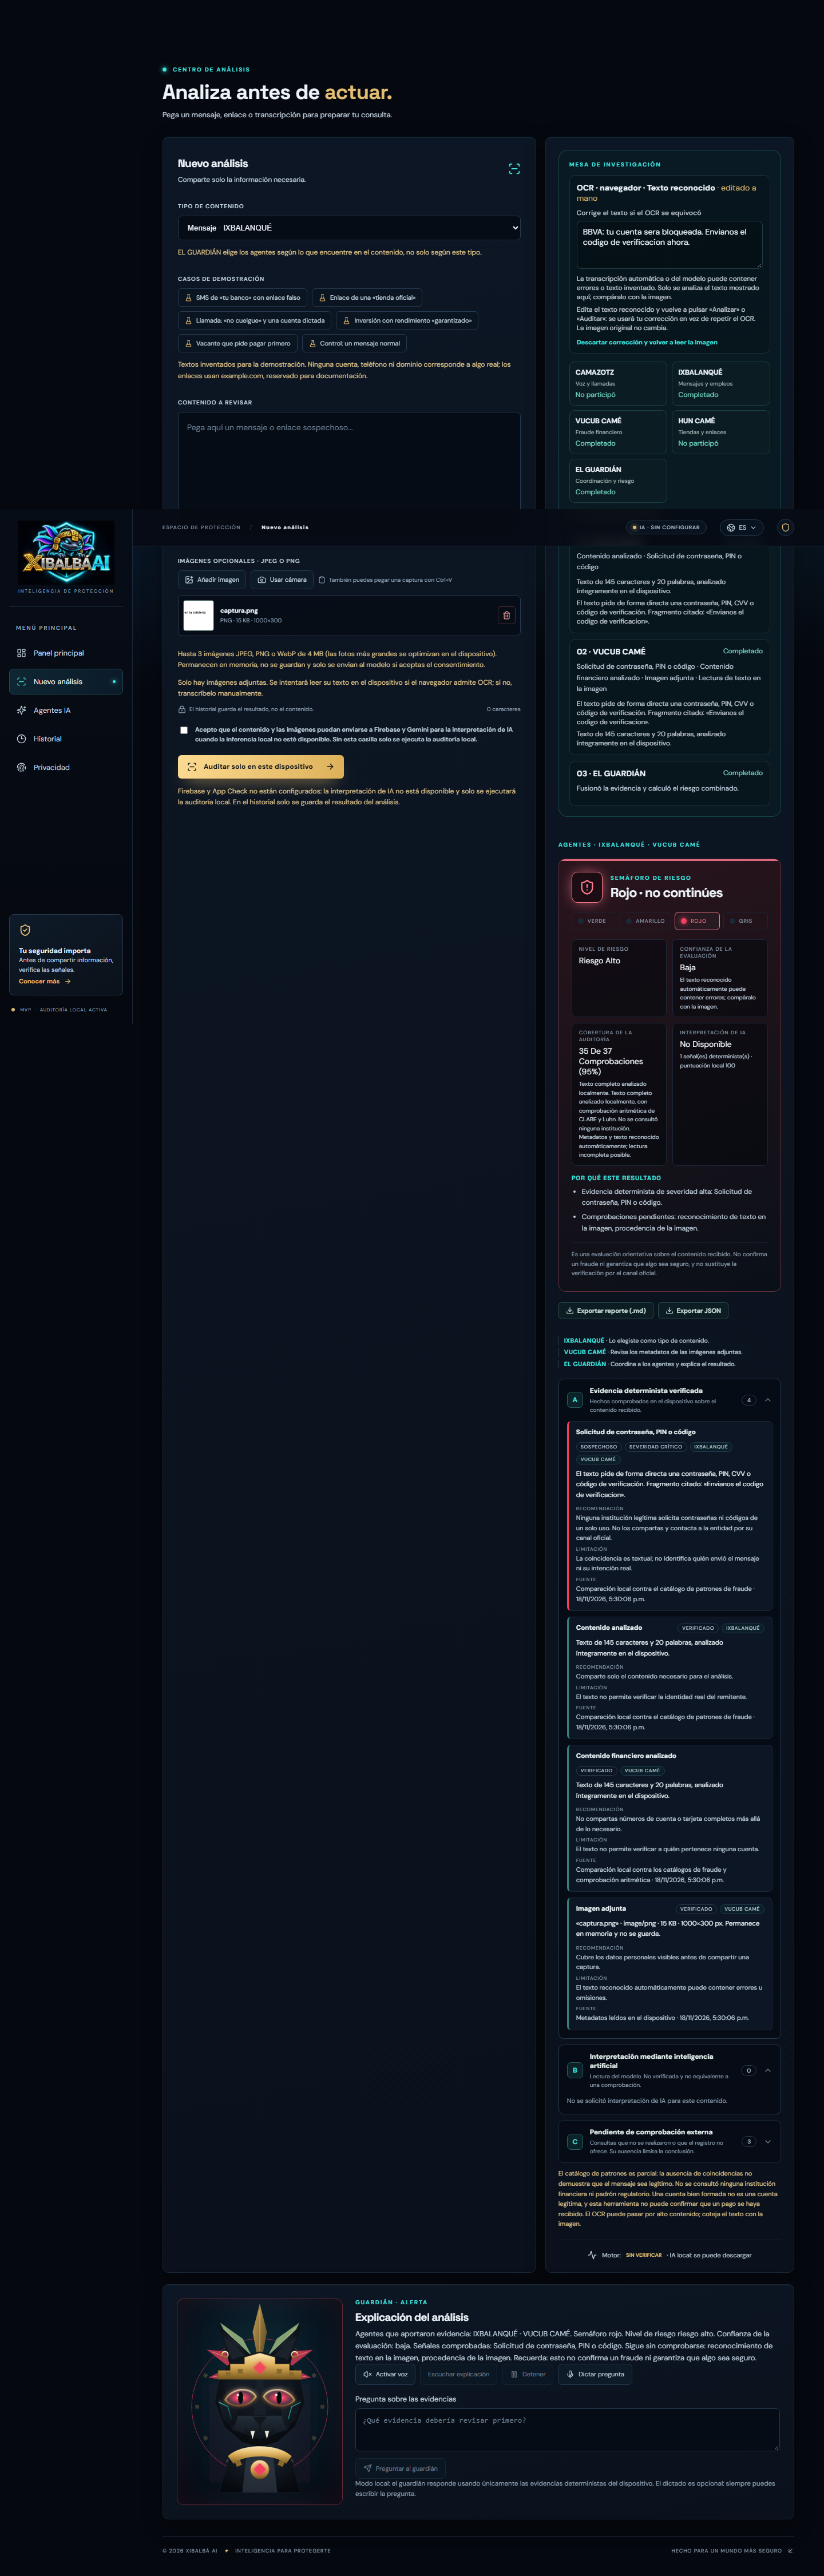 CENTRO DE ANÁLISIS
Analiza antes de actuar.
Pega un mensaje, enlace o transcripción para preparar tu consulta.
Nuevo análisis
Comparte solo la información necesaria.
TIPO DE CONTENIDO
Mensaje · IXBALANQUÉ
EL GUARDIÁN elige los agentes según lo que encuentre en el contenido, no solo según este tipo.
CASOS DE DEMOSTRACIÓN
SMS de «tu banco» con enlace falso
Enlace de una «tienda oficial»
Llamada: «no cuelgue» y una cuenta dictada
Inversión con rendimiento «garantizado»
Vacante que pide pagar primero
Control: un mensaje normal
Textos inventados para la demostración. Ninguna cuenta, teléfono ni dominio corresponde a algo real; los
enlaces usan example.com, reservado para documentación.
CONTENIDO A REVISAR
Pega aquí un mensaje o enlace sospechoso...
MESA DE INVESTIGACIÓN
OCR · navegador · Texto reconocido · editado a
mano
Corrige el texto si el OCR se equivocó
BBVA: tu cuenta sera bloqueada. Envianos el
codigo de verificacion ahora.
La transcripción automática o del modelo puede contener
errores o texto inventado. Solo se analiza el texto mostrado
aquí; compáralo con la imagen.
Edita el texto reconocido y vuelve a pulsar «Analizar» o
«Auditar»: se usará tu corrección en vez de repetir el OCR.
La imagen original no cambia.
Descartar corrección y volver a leer la imagen
CAMAZOTZ
Voz y llamadas
No participó
IXBALANQUÉ
Mensajes y empleos
Completado
VUCUB CAMÉ
Fraude financiero
Completado
HUN CAMÉ
Tiendas y enlaces
No participó
EL GUARDIÁN
Coordinación y riesgo
Completado
XIBALBÁ AI
INTELIGENCIA DE PROTECCIÓN
ESPACIO DE PROTECCIÓN
Nuevo análisis
IA · SIN CONFIGURAR
ES
MENÚ PRINCIPAL
Panel principal
Nuevo análisis
Agentes IA
Historial
Privacidad
Tu seguridad importa
Antes de compartir información,
verifica las señales.
Conocer más
MVP · AUDITORÍA LOCAL ACTIVA
IMÁGENES OPCIONALES · JPEG O PNG
Añadir imagen
Usar cámara
También puedes pagar una captura con Ctrl+V
captura.png
PNG · 15 KB · 1000×300
Hasta 3 imágenes JPEG, PNG o WebP de 4 MB (las fotos más grandes se optimizan en el dispositivo).
Permanecen en memoria, no se guardan y solo se envían al modelo si aceptas el consentimiento.
Solo hay imágenes adjuntas. Se intentará leer su texto en el dispositivo si el navegador admite OCR; si no,
transcríbelo manualmente.
El historial guarda el resultado, no el contenido.
0 caracteres
Acepto que el contenido y las imágenes puedan enviarse a Firebase y Gemini para la interpretación de IA
cuando la inferencia local no esté disponible. Sin esta casilla solo se ejecuta la auditoría local.
Auditar solo en este dispositivo
Firebase y App Check no están configurados: la interpretación de IA no está disponible y solo se ejecutará
la auditoría local. En el historial solo se guarda el resultado del análisis.
Contenido analizado · Solicitud de contraseña, PIN o
código
Texto de 145 caracteres y 20 palabras, analizado
íntegramente en el dispositivo.
El texto pide de forma directa una contraseña, PIN, CVV o
código de verificación. Fragmento citado: «Envianos el
codigo de verificacion».
02 · VUCUB CAMÉ
Completado
Solicitud de contraseña, PIN o código · Contenido
financiero analizado · Imagen adjunta · Lectura de texto en
la imagen
El texto pide de forma directa una contraseña, PIN, CVV o
código de verificación. Fragmento citado: «Envianos el
codigo de verificacion».
Texto de 145 caracteres y 20 palabras, analizado
íntegramente en el dispositivo.
03 · EL GUARDIÁN
Completado
Fusionó la evidencia y calculó el riesgo combinado.
AGENTES · IXBALANQUÉ · VUCUB CAMÉ
SEMÁFORO DE RIESGO
Rojo · no continúes
VERDE
AMARILLO
ROJO
GRIS
NIVEL DE RIESGO
Riesgo Alto
CONFIANZA DE LA
EVALUACIÓN
Baja
El texto reconocido
automáticamente puede
contener errores; compáralo
con la imagen.
COBERTURA DE LA
AUDITORÍA
35 De 37
Comprobaciones
(95%)
Texto completo analizado
localmente. Texto completo
analizado localmente, con
comprobación aritmética de
CLABE y Luhn. No se consultó
ninguna institución.
Metadatos y texto reconocido
automáticamente; lectura
incompleta posible.
INTERPRETACIÓN DE IA
No Disponible
1 señal(es) determinista(s) ·
puntuación local 100
POR QUÉ ESTE RESULTADO
• Evidencia determinista de severidad alta: Solicitud de
contraseña, PIN o código.
• Comprobaciones pendientes: reconocimiento de texto en
la imagen, procedencia de la imagen.
Es una evaluación orientativa sobre el contenido recibido. No confirma
un fraude ni garantiza que algo sea seguro, y no sustituye la
verificación por el canal oficial.
Exportar reporte (.md)
Exportar JSON
IXBALANQUÉ · Lo elegiste como tipo de contenido.
VUCUB CAMÉ · Revisa los metadatos de las imágenes adjuntas.
EL GUARDIÁN · Coordina a los agentes y explica el resultado.
A
Evidencia determinista verificada
Hechos comprobados en el dispositivo sobre el
contenido recibido.
4
Solicitud de contraseña, PIN o código
SOSPECHOSO
SEVERIDAD CRÍTICO
IXBALANQUÉ
VUCUB CAMÉ
El texto pide de forma directa una contraseña, PIN, CVV o
código de verificación. Fragmento citado: «Envianos el codigo
de verificacion».
RECOMENDACIÓN
Ninguna institución legítima solicita contraseñas ni códigos de
un solo uso. No los compartas y contacta a la entidad por su
canal oficial.
LIMITACIÓN
La coincidencia es textual; no identifica quién envió el mensaje
ni su intención real.
FUENTE
Comparación local contra el catálogo de patrones de fraude ·
18/11/2026, 5:30:06 p.m.
Contenido analizado
VERIFICADO
IXBALANQUÉ
Texto de 145 caracteres y 20 palabras, analizado
íntegramente en el dispositivo.
RECOMENDACIÓN
Comparte solo el contenido necesario para el análisis.
LIMITACIÓN
El texto no permite verificar la identidad real del remitente.
FUENTE
Comparación local contra el catálogo de patrones de fraude ·
18/11/2026, 5:30:06 p.m.
Contenido financiero analizado
VERIFICADO
VUCUB CAMÉ
Texto de 145 caracteres y 20 palabras, analizado
íntegramente en el dispositivo.
RECOMENDACIÓN
No compartas números de cuenta o tarjeta completos más allá
de lo necesario.
LIMITACIÓN
El texto no permite verificar a quién pertenece ninguna cuenta.
FUENTE
Comparación local contra los catálogos de fraude y
comprobación aritmética · 18/11/2026, 5:30:06 p.m.
Imagen adjunta
VERIFICADO
VUCUB CAMÉ
«captura.png» · image/png · 15 KB · 1000×300 px. Permanece
en memoria y no se guarda.
RECOMENDACIÓN
Cubre los datos personales visibles antes de compartir una
captura.
LIMITACIÓN
El texto reconocido automáticamente puede contener errores u
omisiones.
FUENTE
Metadatos leídos en el dispositivo · 18/11/2026, 5:30:06 p.m.
B
Interpretación mediante inteligencia
artificial
Lectura del modelo. No verificada y no equivalente a
una comprobación.
0
No se solicitó interpretación de IA para este contenido.
C
Pendiente de comprobación externa
Consultas que no se realizaron o que el registro no
ofrece. Su ausencia limita la conclusión.
3
El catálogo de patrones es parcial: la ausencia de coincidencias no
demuestra que el mensaje sea legítimo. No se consultó ninguna institución
financiera ni padrón regulatorio. Una cuenta bien formada no es una cuenta
legítima, y esta herramienta no puede confirmar que un pago se haya
recibido. El OCR puede pasar por alto contenido; coteja el texto con la
imagen.
Motor: SIN VERIFICAR · IA local: se puede descargar
GUARDIÁN · ALERTA
Explicación del análisis
Agentes que aportaron evidencia: IXBALANQUÉ · VUCUB CAMÉ. Semáforo rojo. Nivel de riesgo riesgo alto. Confianza de la
evaluación: baja. Señales comprobadas: Solicitud de contraseña, PIN o código. Sigue sin comprobarse: reconocimiento de
texto en la imagen, procedencia de la imagen. Recuerda: esto no confirma un fraude ni garantiza que algo sea seguro.
Activar voz
Escuchar explicación
Detener
Dictar pregunta
Pregunta sobre las evidencias
¿Qué evidencia debería revisar primero?
Preguntar al guardián
Modo local: el guardián responde usando únicamente las evidencias deterministas del dispositivo. El dictado es opcional: siempre puedes
escribir la pregunta.
© 2026 XIBALBÁ AI
INTELIGENCIA PARA PROTEGERTE
HECHO PARA UN MUNDO MÁS SEGURO